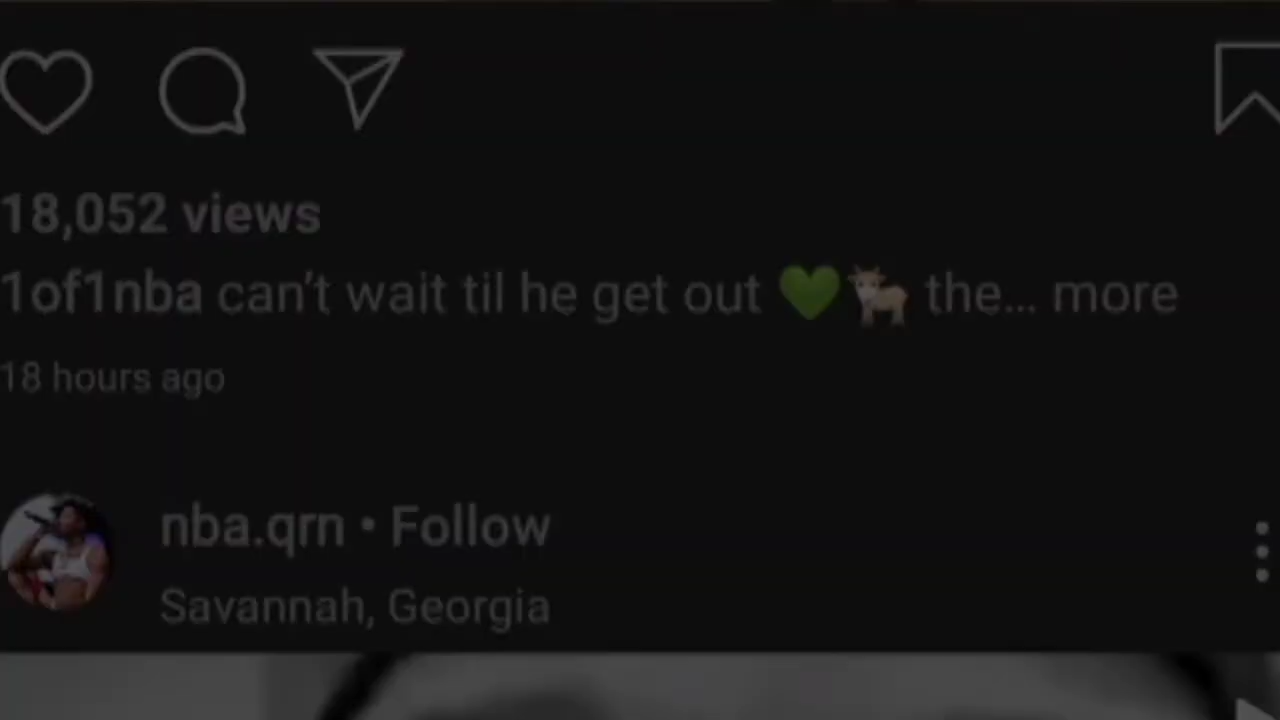 18,052 views
1of1nba can't wait til he get out 💚🐐 the... more
18 hours ago
nba.qrn • Follow
Savannah, Georgia